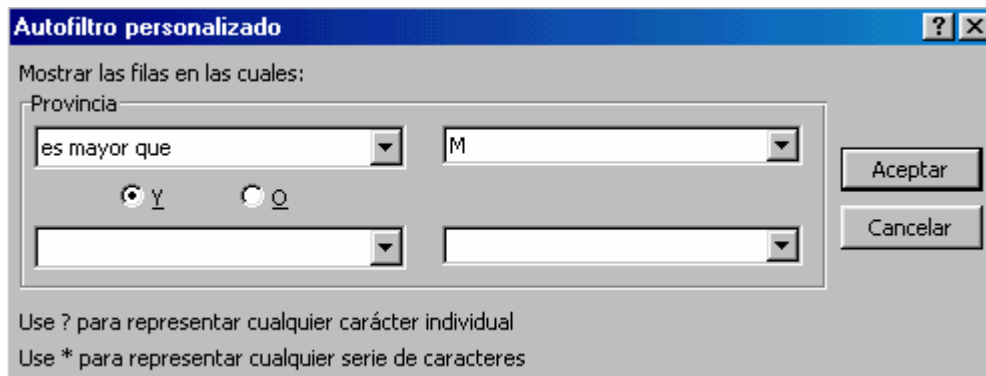 Autofiltro personalizado
Mostrar las filas en las cuales:
Provincia
es mayor que M
Aceptar
Y O
Cancelar
Use ? para representar cualquier carácter individual
Use * para representar cualquier serie de caracteres